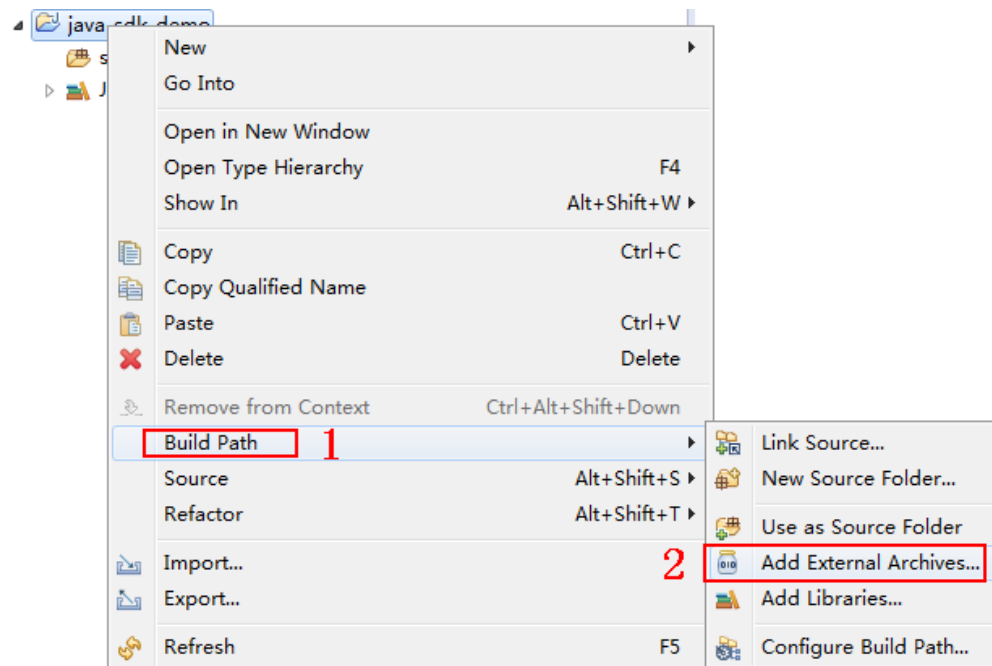 java_sdk_demo
s
J
New
Go Into
Open in New Window
Open Type Hierarchy F4
Show In Alt+Shift+W
Copy Ctrl+C
Copy Qualified Name
Paste Ctrl+V
Delete Delete
Remove from Context Ctrl+Alt+Shift+Down
Build Path 1
Source Alt+Shift+S
Refactor Alt+Shift+T
Import...
Export...
Refresh F5
Link Source...
New Source Folder...
Use as Source Folder
2 Add External Archives...
Add Libraries...
Configure Build Path...